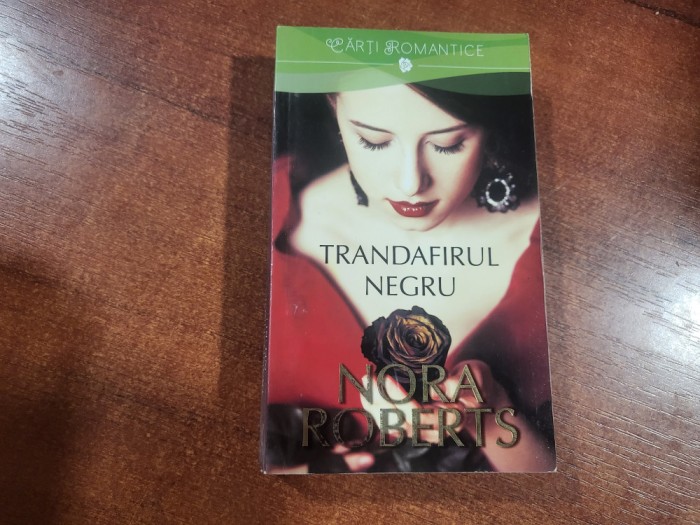 CĂRȚI ROMANTICE
TRANDAFIRUL
NEGRU
NORA
ROBERTS